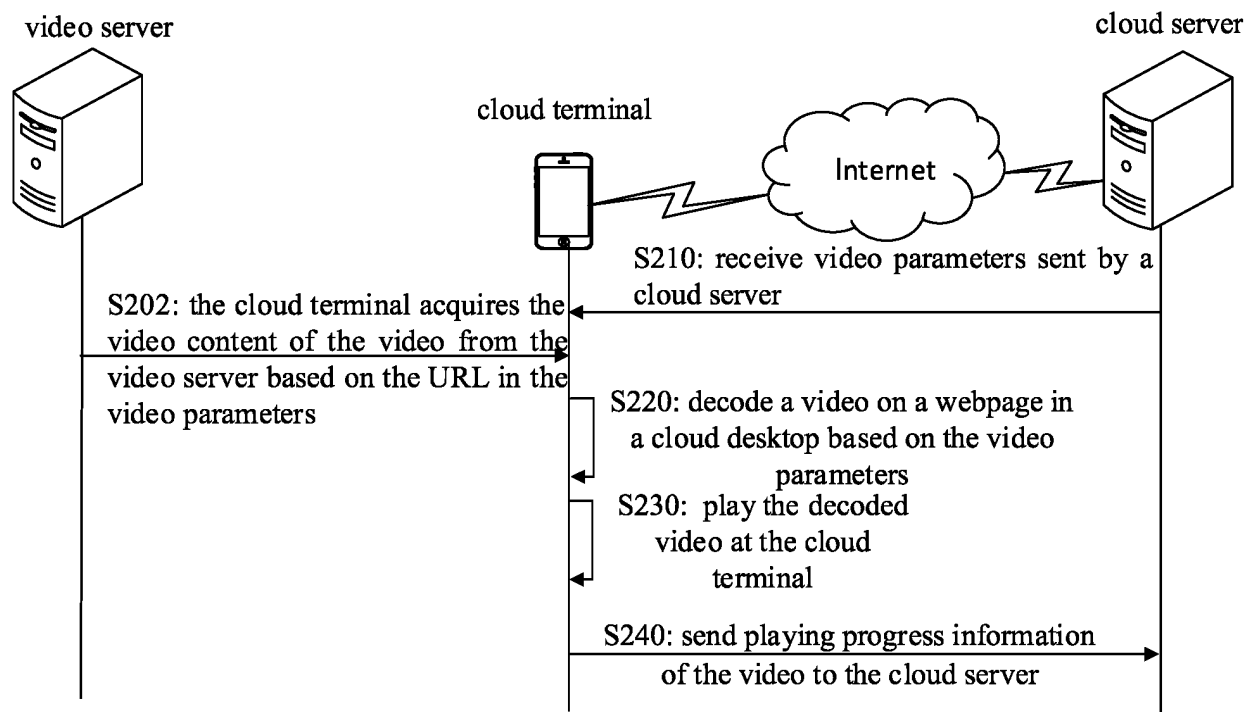 video server
cloud server
cloud terminal
Internet
S210: receive video parameters sent by a
cloud server
S202: the cloud terminal acquires the
video content of the video from the
video server based on the URL in the
video parameters
S220: decode a video on a webpage in
a cloud desktop based on the video
parameters
S230: play the decoded
video at the cloud
terminal
S240: send playing progress information
of the video to the cloud server